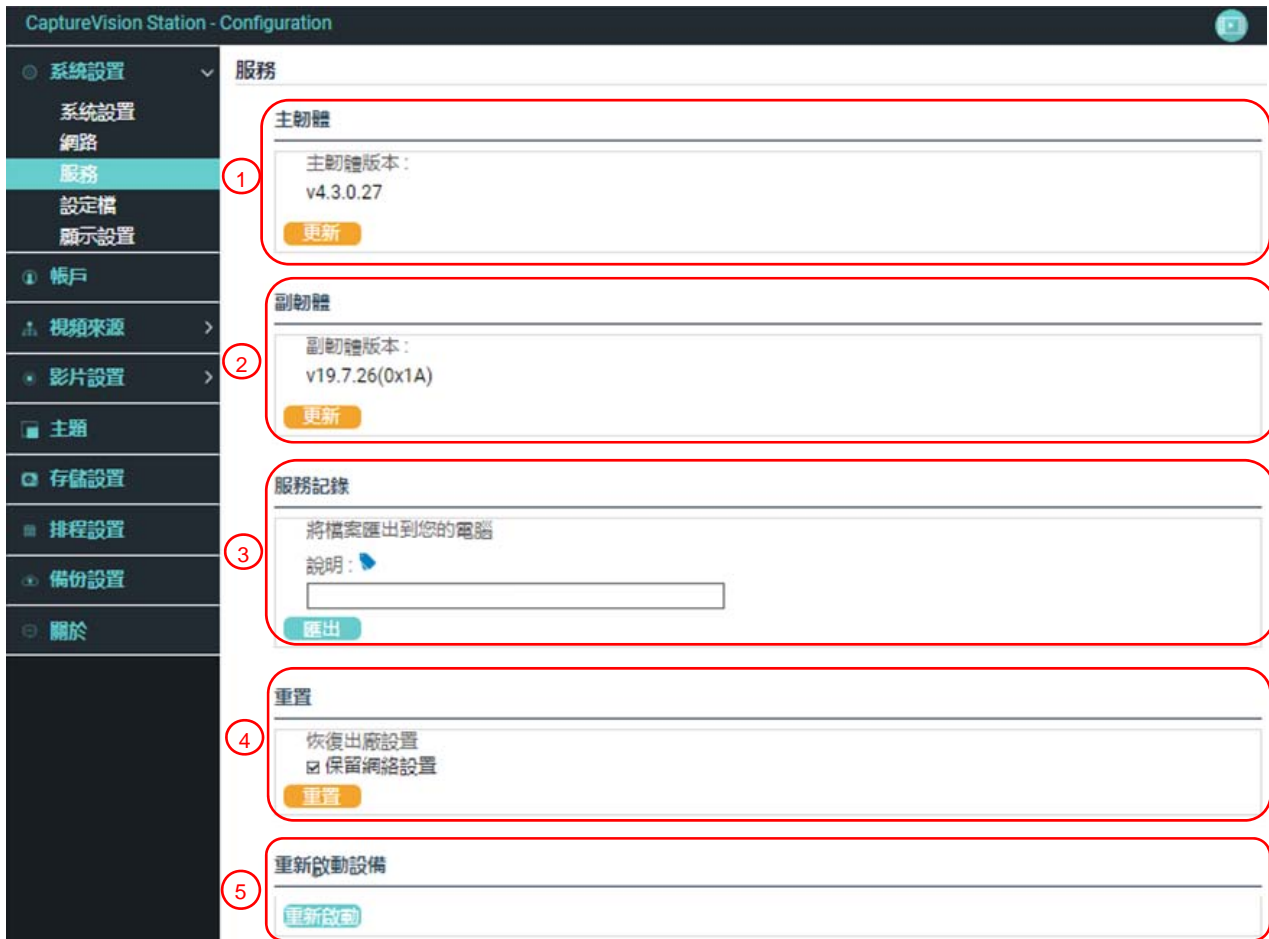 CaptureVision Station - Configuration
系統設置
系統設置
網路
服務
設定檔
顯示設置
帳戶
視頻來源
影片設置
主題
存儲設置
排程設置
備份設置
關於
服務
1
主韌體
主韌體版本 :
v4.3.0.27
更新
2
副韌體
副韌體版本 :
v19.7.26(0x1A)
更新
3
服務記錄
將檔案匯出到您的電腦
說明 :
匯出
4
重置
恢復出廠設置
保留網絡設置
重置
5
重新啟動設備
重新啟動